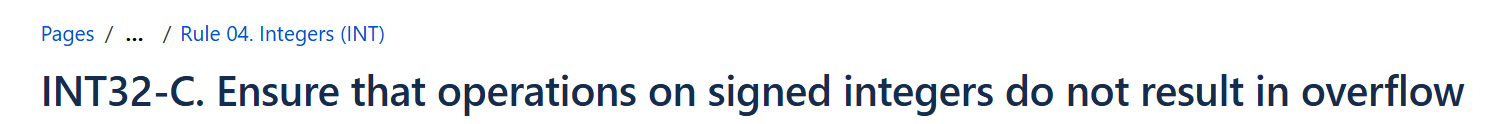 Pages / ... / Rule 04. Integers (INT)
INT32-C. Ensure that operations on signed integers do not result in overflow